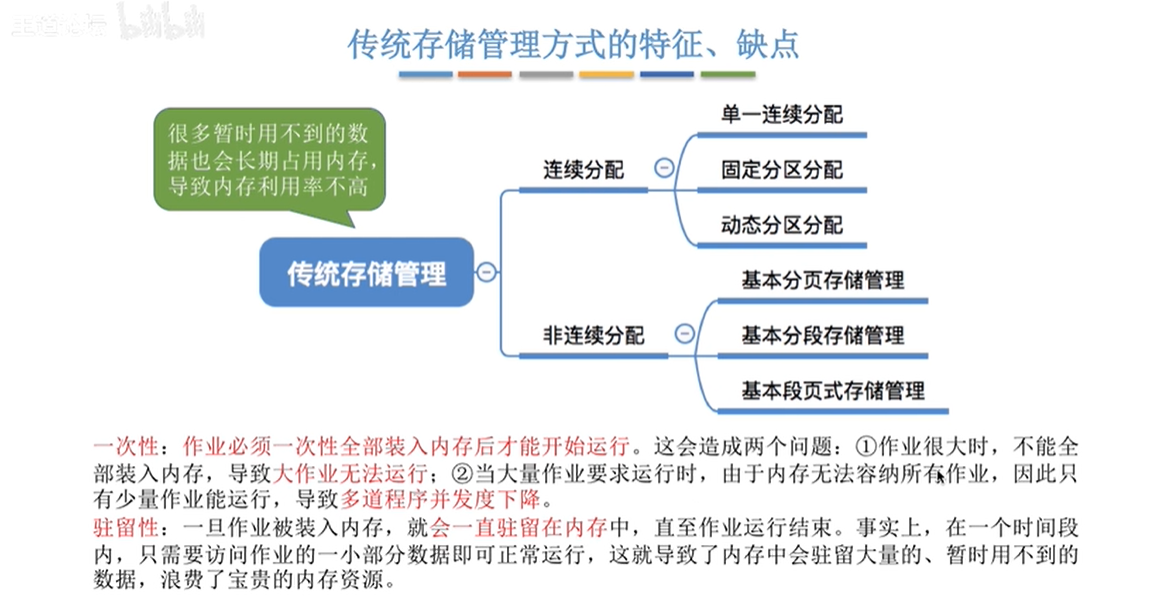 王道论坛 bilibili
传统存储管理方式的特征、缺点
很多暂时用不到的数
据也会长期占用内存，
导致内存利用率不高
传统存储管理
连续分配
单一连续分配
固定分区分配
动态分区分配
非连续分配
基本分页存储管理
基本分段存储管理
基本段页式存储管理
一次性：作业必须一次性全部装入内存后才能开始运行。这会造成两个问题：①作业很大时，不能全
部装入内存，导致大作业无法运行；②当大量作业要求运行时，由于内存无法容纳所有作业，因此只
有少量作业能运行，导致多道程序并发度下降。
驻留性：一旦作业被装入内存，就会一直驻留在内存中，直至作业运行结束。事实上，在一个时间段
内，只需要访问作业的一小部分数据即可正常运行，这就导致了内存中会驻留大量的、暂时用不到的
数据，浪费了宝贵的内存资源。